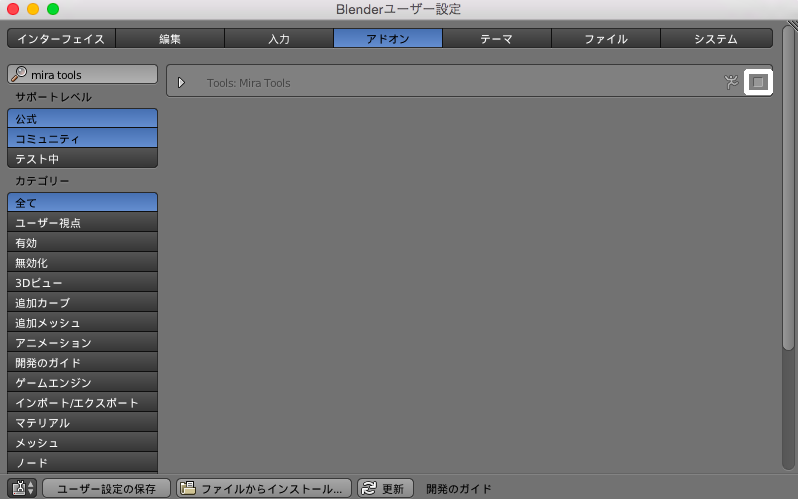 Blenderユーザー設定
インターフェイス 編集 入力 アドオン テーマ ファイル システム
mira tools
Tools: Mira Tools
サポートレベル
公式
コミュニティ
テスト中
カテゴリー
全て
ユーザー視点
有効
無効化
3Dビュー
追加カーブ
追加メッシュ
アニメーション
開発のガイド
ゲームエンジン
インポート/エクスポート
マテリアル
メッシュ
ノード
ユーザー設定の保存 ファイルからインストール... 更新 開発のガイド